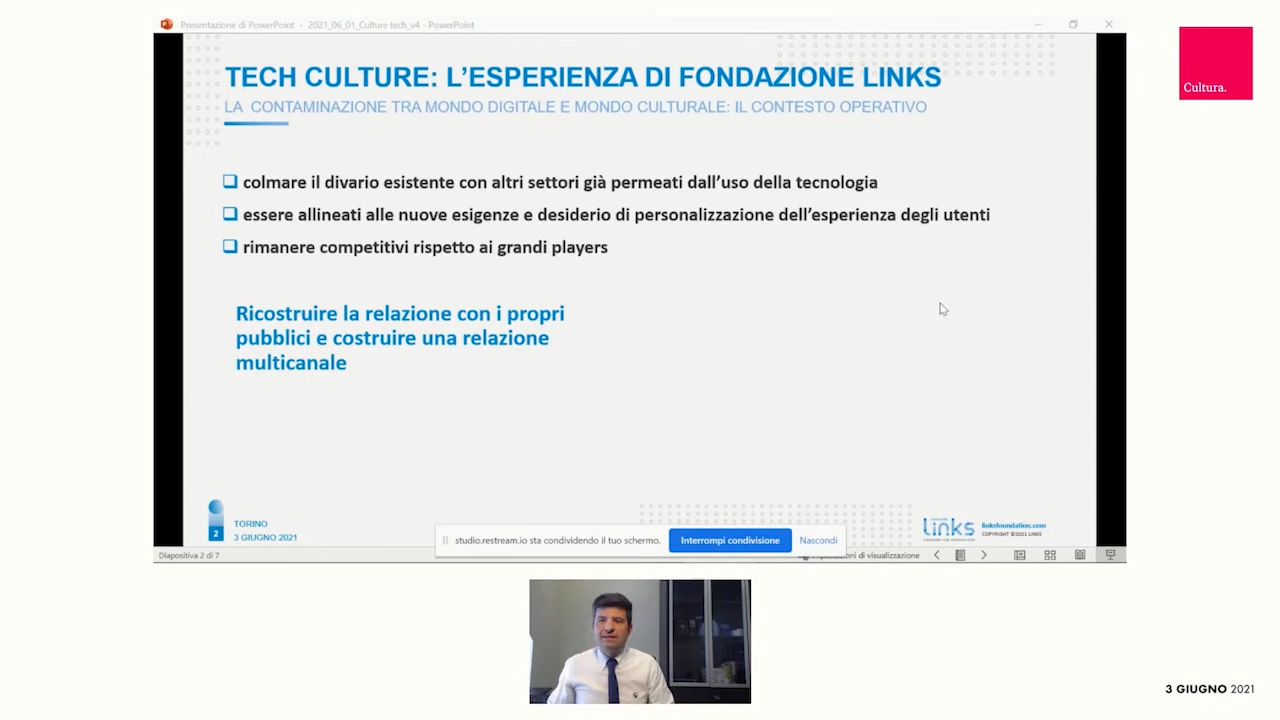 Presentazione di PowerPoint - 2021_06_01_Culture tech_v4 - PowerPoint
Cultura.
TECH CULTURE: L'ESPERIENZA DI FONDAZIONE LINKS
LA CONTAMINAZIONE TRA MONDO DIGITALE E MONDO CULTURALE: IL CONTESTO OPERATIVO
colmare il divario esistente con altri settori già permeati dall'uso della tecnologia
essere allineati alle nuove esigenze e desiderio di personalizzazione dell'esperienza degli utenti
rimanere competitivi rispetto ai grandi players
Ricostruire la relazione con i propri
pubblici e costruire una relazione
multicanale
2
TORINO
3 GIUGNO 2021
studio.restream.io sta condividendo il tuo schermo.
Interrompi condivisione
Nascondi
links
linksfoundation.com
COPYRIGHT ©2021 LINKS
Diapositiva 2 di 7
di visualizzazione
3 GIUGNO 2021